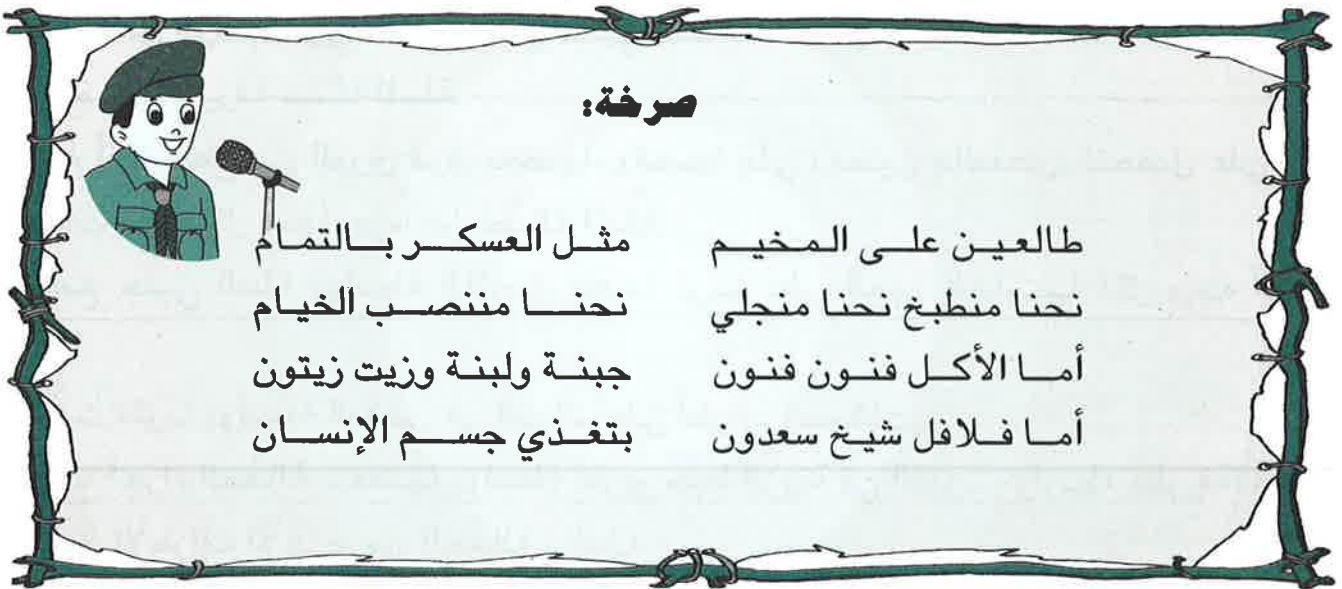 صرخة:
طالعين على المخيم مثل العسكر بالتمام
نحنا منطبخ نحنا منجلي نحنا مننصب الخيام
أما الأكل فنون فنون جبنة ولبنة وزيت زيتون
أما فلافل شيخ سعدون بتغذي جسم الإنسان